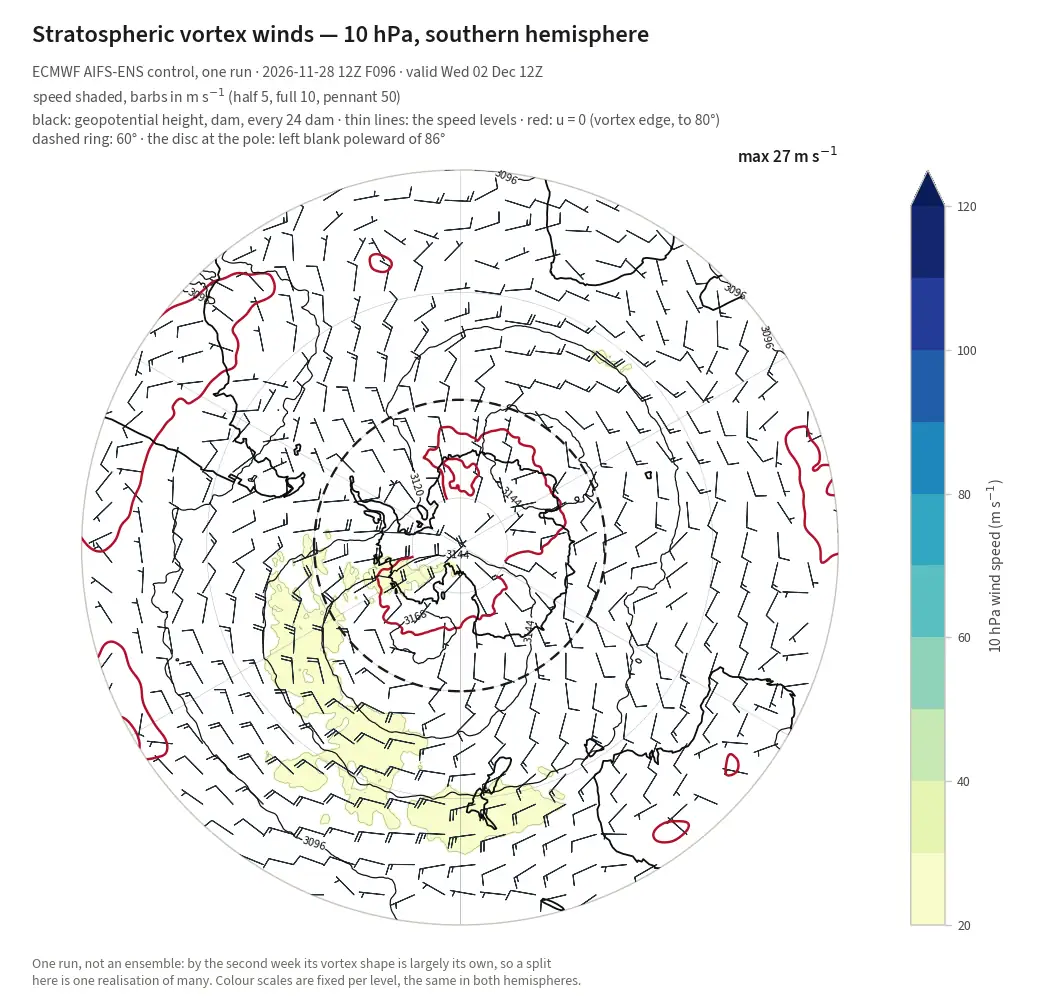 Stratospheric vortex winds — 10 hPa, southern hemisphere
ECMWF AIFS-ENS control, one run · 2026-11-28 12Z F096 · valid Wed 02 Dec 12Z
speed shaded, barbs in m s⁻¹ (half 5, full 10, pennant 50)
black: geopotential height, dam, every 24 dam · thin lines: the speed levels · red: u = 0 (vortex edge, to 80°)
dashed ring: 60° · the disc at the pole: left blank poleward of 86°
max 27 m s⁻¹
3096
3096
3096
3120
3144
3144
3168
3144
3096
120
100
80
60
40
20
10 hPa wind speed (m s⁻¹)
One run, not an ensemble: by the second week its vortex shape is largely its own, so a split
here is one realisation of many. Colour scales are fixed per level, the same in both hemispheres.